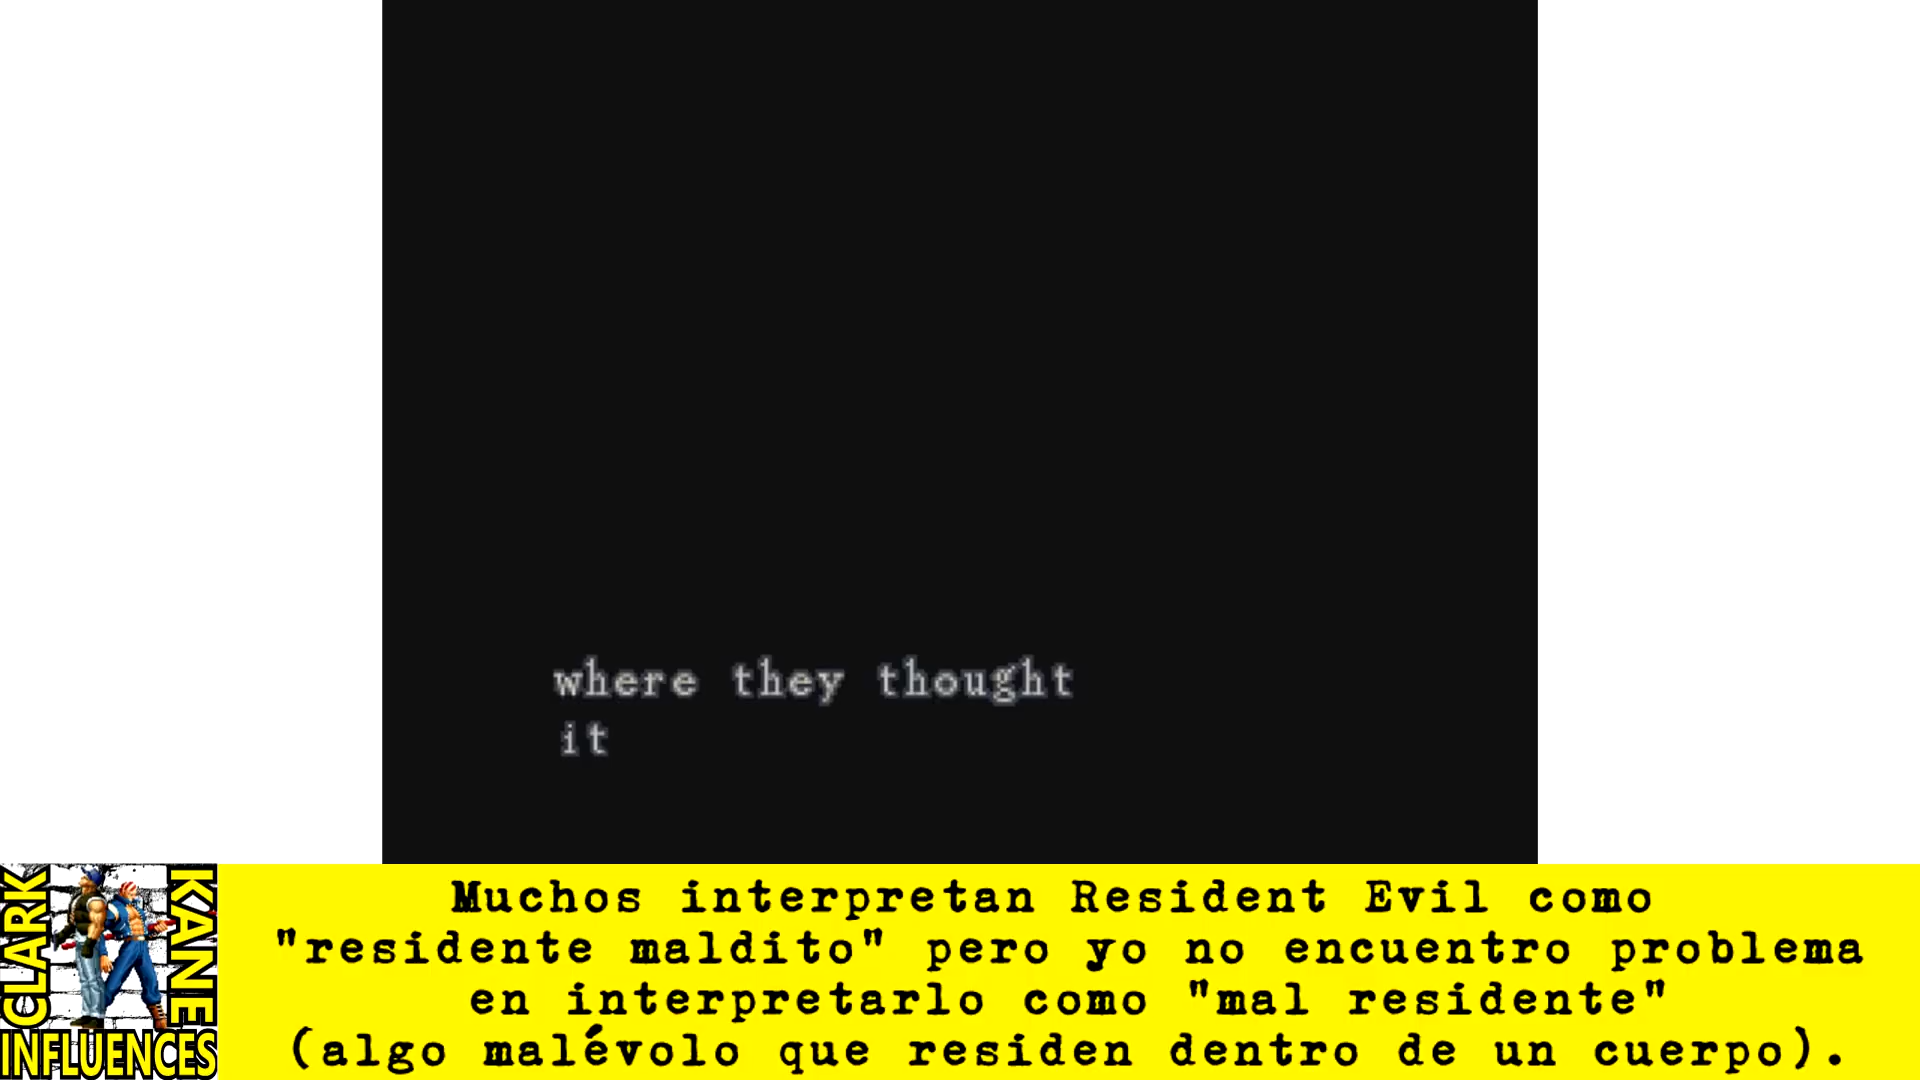 where they thought
it
CLARK
KANE
INFLUENCES
Muchos interpretan Resident Evil como
"residente maldito" pero yo no encuentro problema
en interpretarlo como "mal residente"
(algo malévolo que residen dentro de un cuerpo).